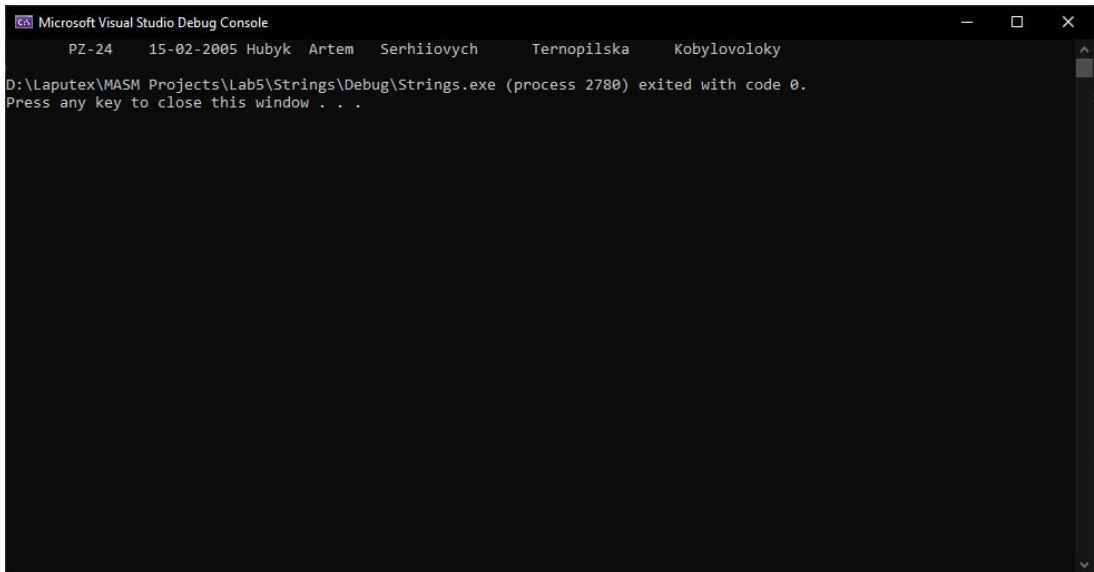 Microsoft Visual Studio Debug Console
PZ-24 15-02-2005 Hubyk Artem Serhiiovych Ternopilska Kobylovoloky
D:\Laputex\MASM Projects\Lab5\Strings\Debug\Strings.exe (process 2780) exited with code 0.
Press any key to close this window . . .